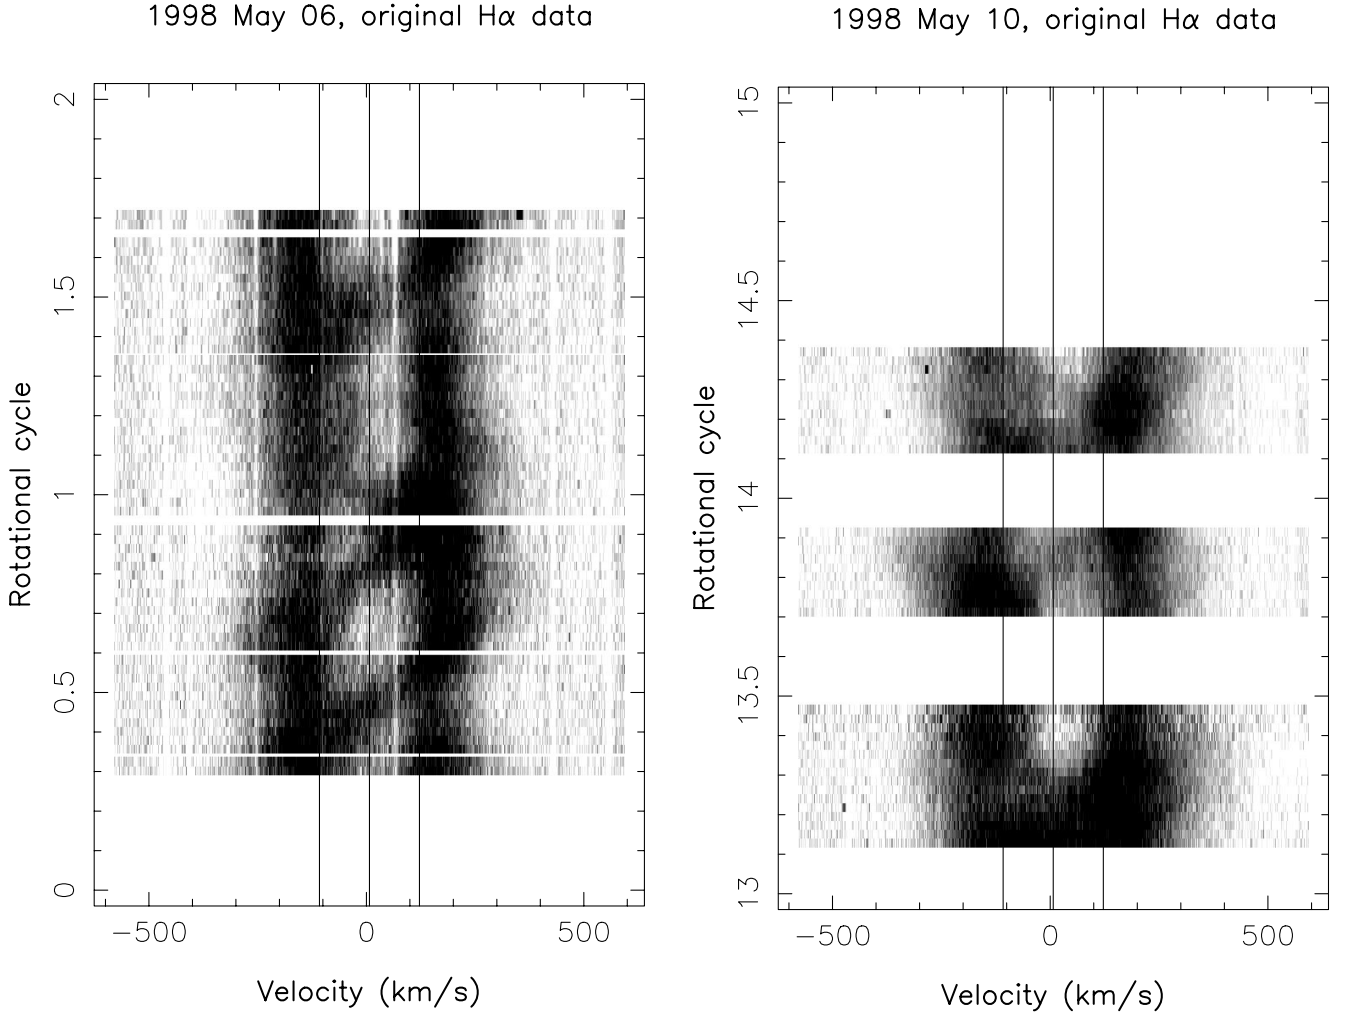 1998 May 06, original Hα data
2
1.5
1
0.5
0
Rotational cycle
−500 0 500
Velocity (km/s)
1998 May 10, original Hα data
15
14.5
14
13.5
13
Rotational cycle
−500 0 500
Velocity (km/s)